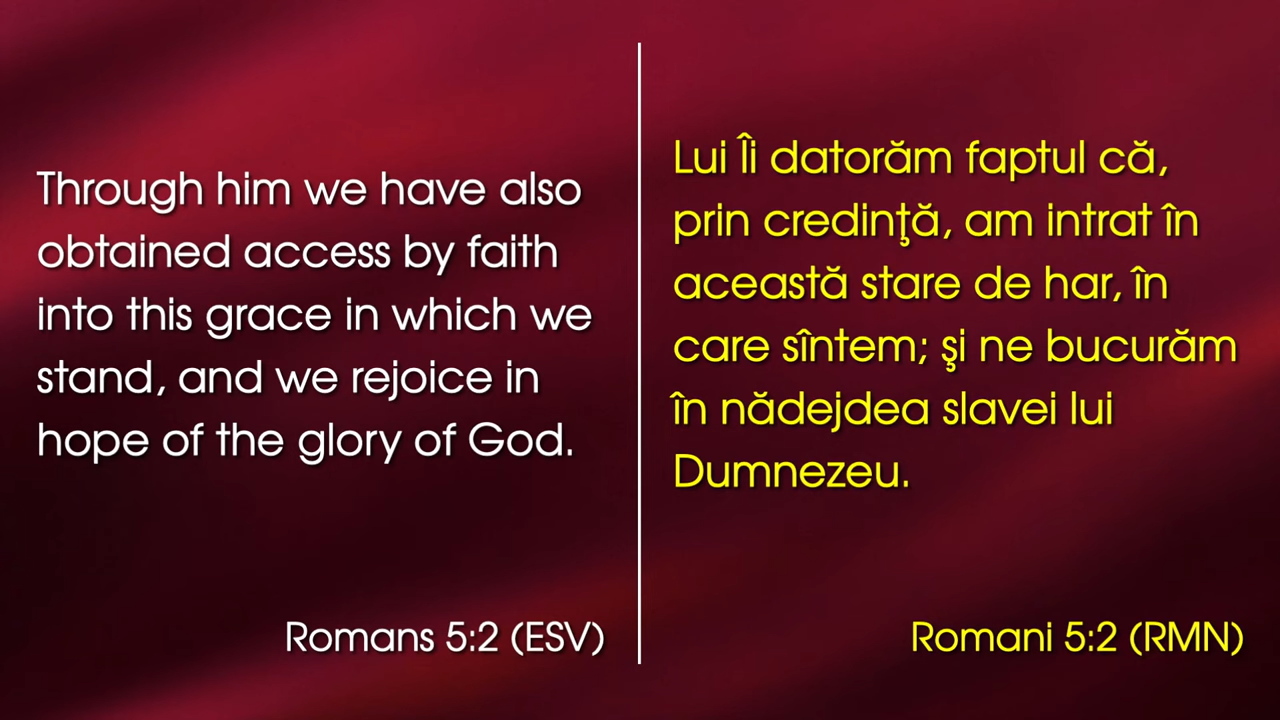 Through him we have also
obtained access by faith
into this grace in which we
stand, and we rejoice in
hope of the glory of God.
Romans 5:2 (ESV)
Lui Îi datorăm faptul că,
prin credinţă, am intrat în
această stare de har, în
care sîntem; şi ne bucurăm
în nădejdea slavei lui
Dumnezeu.
Romani 5:2 (RMN)